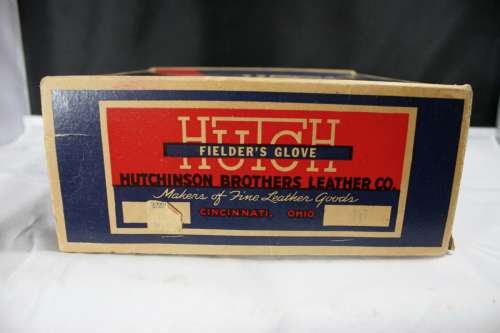 HUTCH
FIELDER'S GLOVE
HUTCHINSON BROTHERS LEATHER CO.
Makers of Fine Leather Goods
CINCINNATI, OHIO